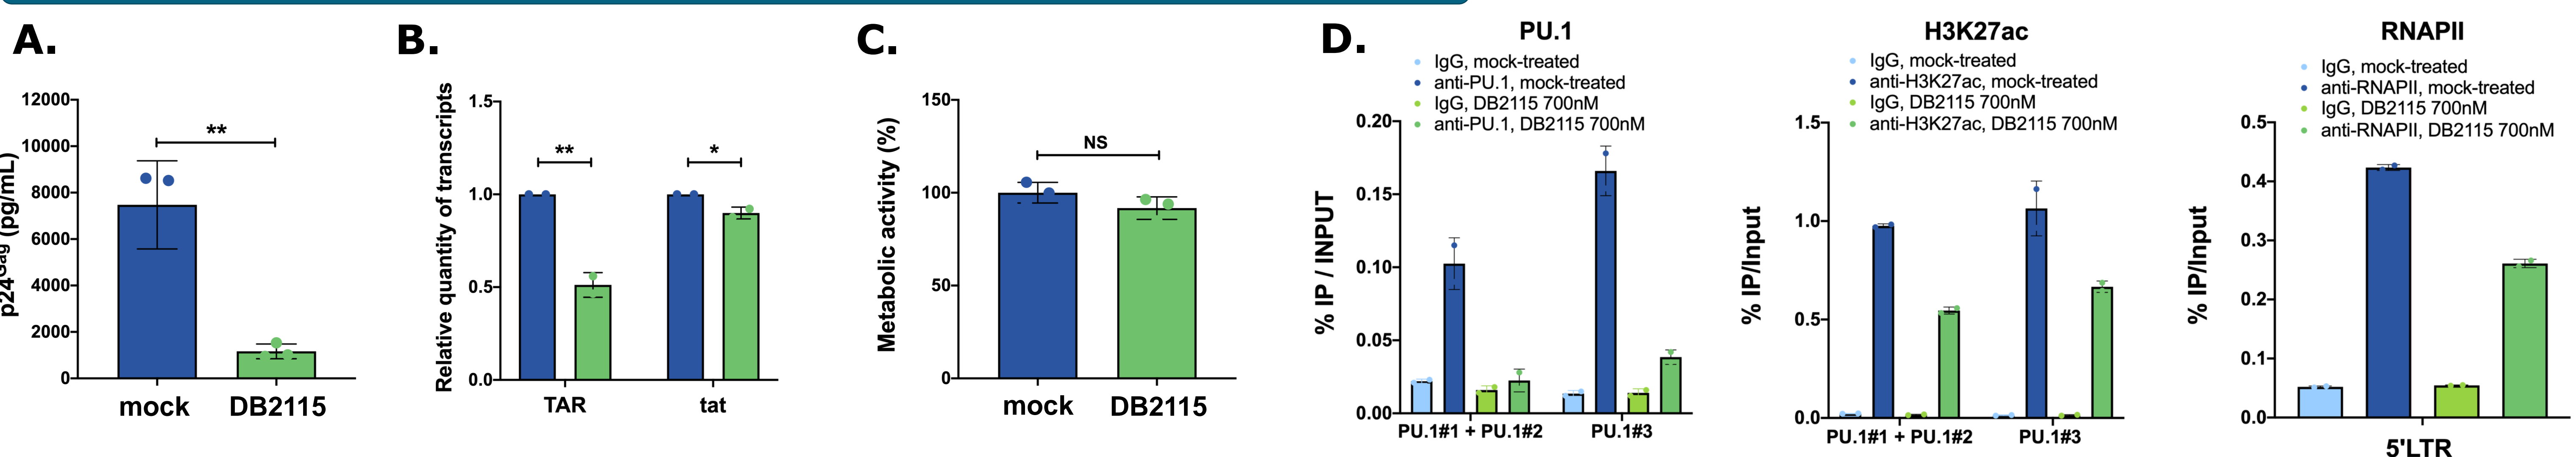 A.
p24Gag (pg/mL)
12000
10000
8000
6000
4000
2000
0
**
mock DB2115
B.
Relative quantity of transcripts
1.5
1.0
0.5
0.0
** *
TAR tat
C.
Metabolic activity (%)
150
100
50
0
NS
mock DB2115
D.
PU.1
IgG, mock-treated
anti-PU.1, mock-treated
IgG, DB2115 700nM
anti-PU.1, DB2115 700nM
% IP / INPUT
0.20
0.15
0.10
0.05
0.00
PU.1#1 + PU.1#2 PU.1#3
H3K27ac
IgG, mock-treated
anti-H3K27ac, mock-treated
IgG, DB2115 700nM
anti-H3K27ac, DB2115 700nM
% IP/Input
1.5
1.0
0.5
0.0
PU.1#1 + PU.1#2 PU.1#3
RNAPII
IgG, mock-treated
anti-RNAPII, mock-treated
IgG, DB2115 700nM
anti-RNAPII, DB2115 700nM
% IP/Input
0.5
0.4
0.3
0.2
0.1
0.0
5'LTR